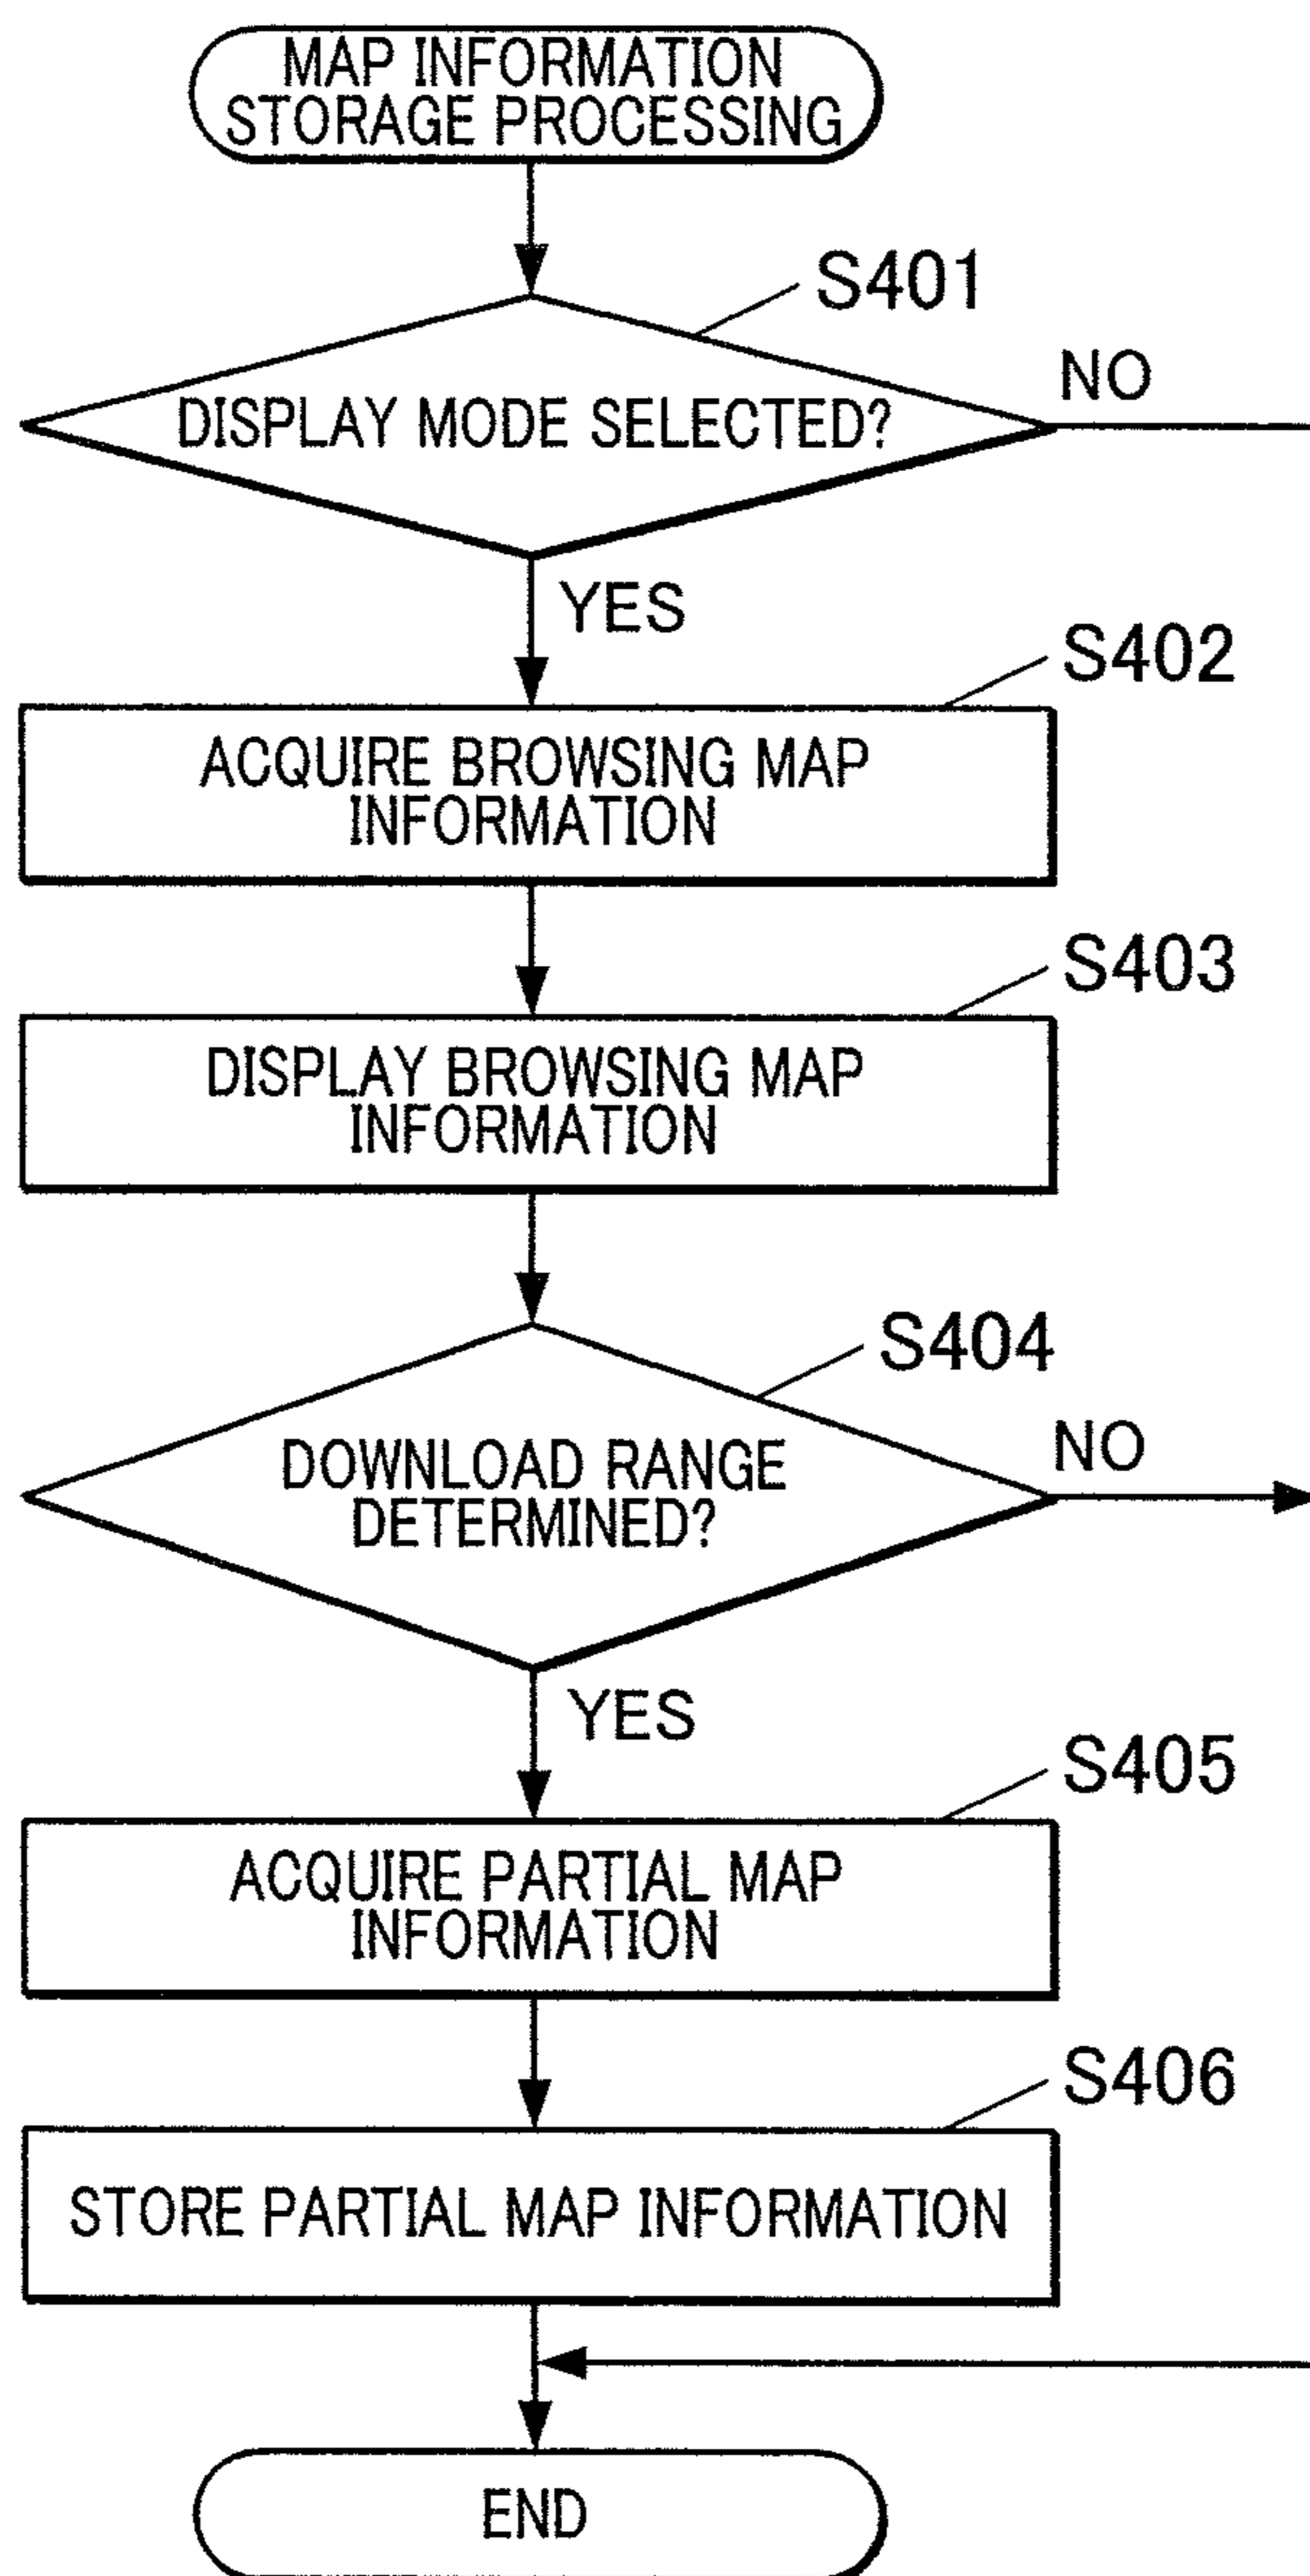 MAP INFORMATION
STORAGE PROCESSING
S401
DISPLAY MODE SELECTED?
NO
YES
S402
ACQUIRE BROWSING MAP
INFORMATION
S403
DISPLAY BROWSING MAP
INFORMATION
S404
DOWNLOAD RANGE
DETERMINED?
NO
YES
S405
ACQUIRE PARTIAL MAP
INFORMATION
S406
STORE PARTIAL MAP INFORMATION
END